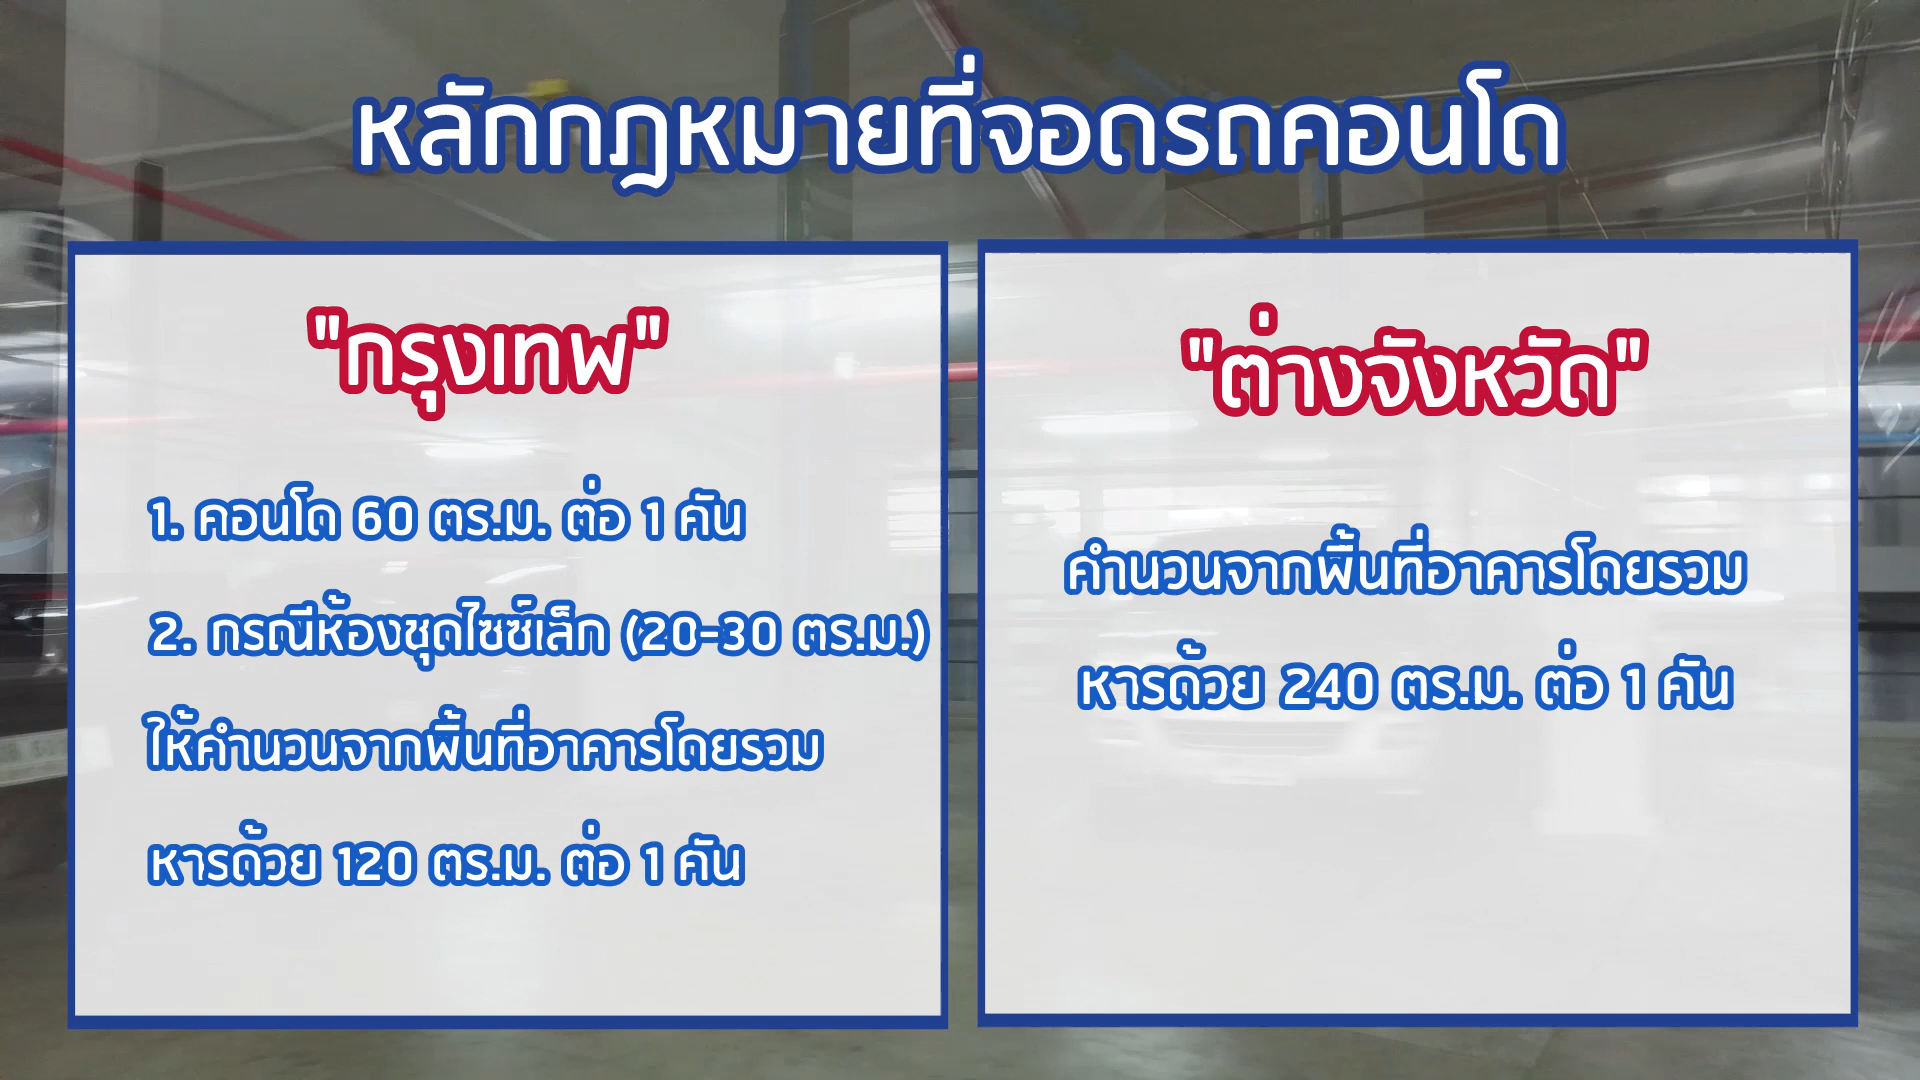 หลักกฎหมายที่จอดรถคอนโด
"กรุงเทพ"
1. คอนโด 60 ตร.ม. ต่อ 1 คัน
2. กรณีห้องชุดไซซ์เล็ก (20-30 ตร.ม.)
ให้คำนวนจากพื้นที่อาคารโดยรวม
หารด้วย 120 ตร.ม. ต่อ 1 คัน
"ต่างจังหวัด"
คำนวนจากพื้นที่อาคารโดยรวม
หารด้วย 240 ตร.ม. ต่อ 1 คัน